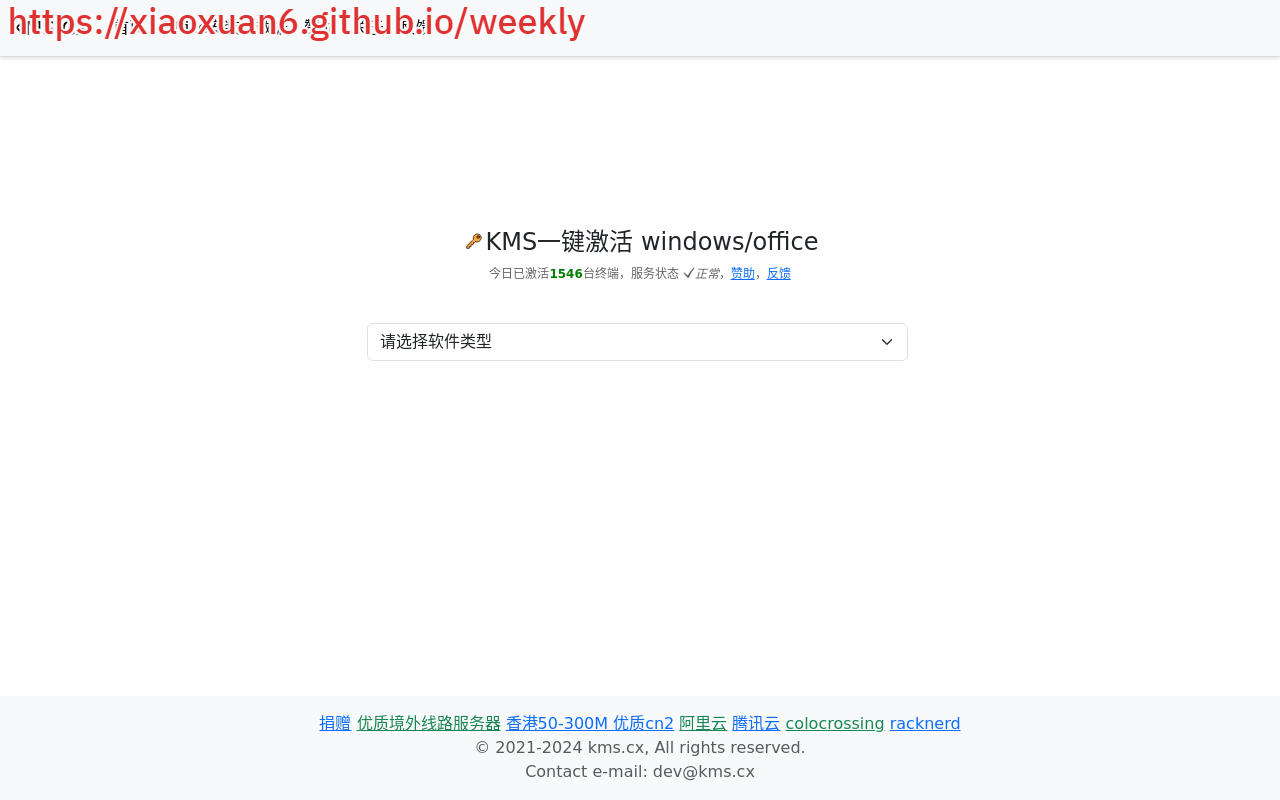 https://xiaoxuan6.github.io/weekly
KMS一键激活 windows/office
今日已激活1546台终端，服务状态 ✓正常，赞助，反馈
请选择软件类型
捐赠 优质境外线路服务器 香港50-300M 优质cn2 阿里云 腾讯云 colocrossing racknerd
© 2021-2024 kms.cx, All rights reserved.
Contact e-mail: dev@kms.cx